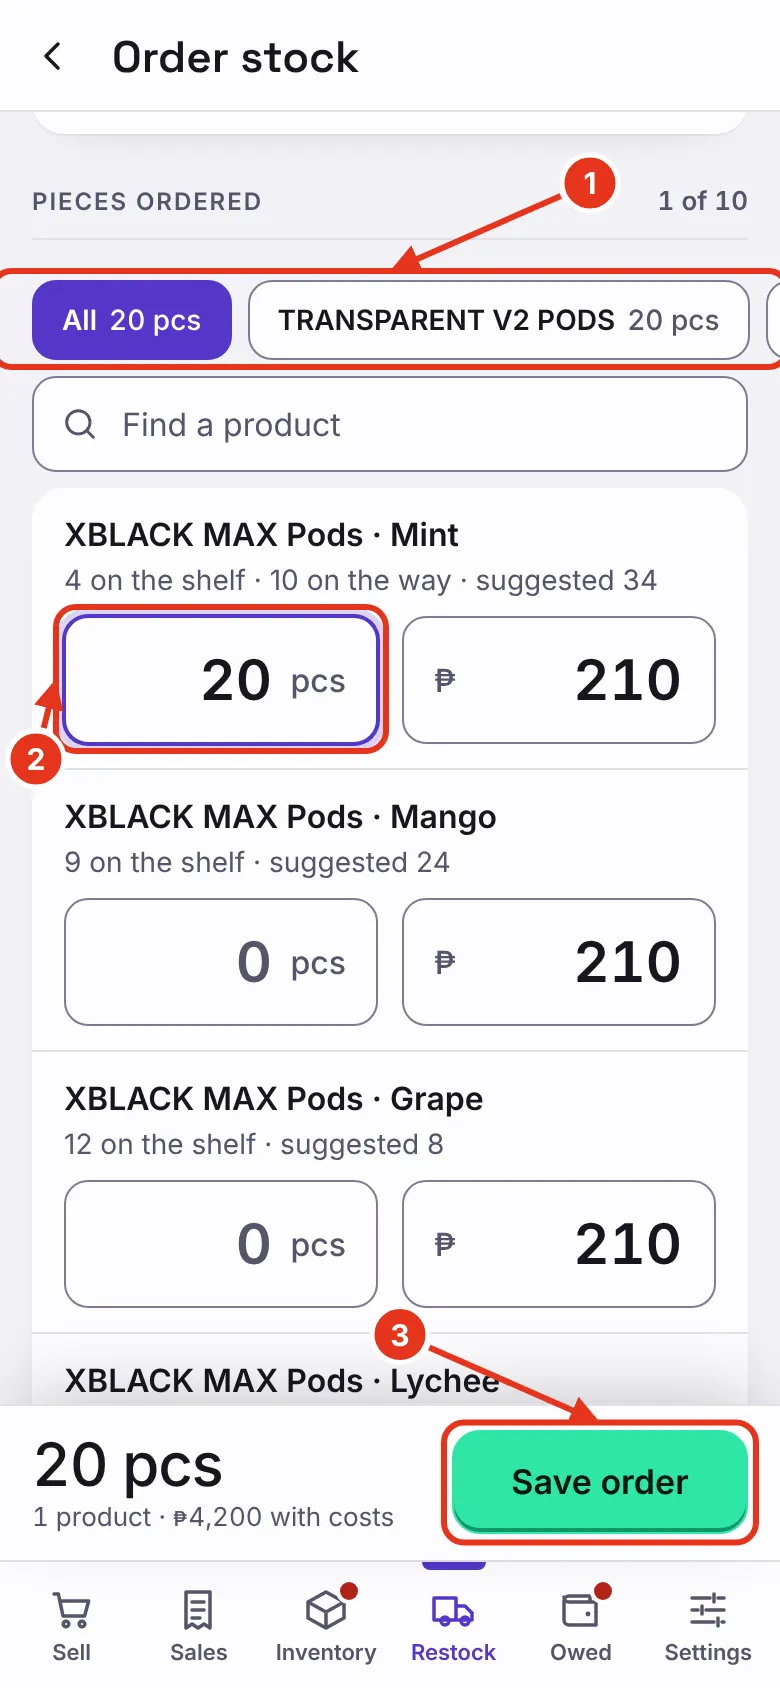 Order stock
PIECES ORDERED
1
1 of 10
All 20 pcs
TRANSPARENT V2 PODS 20 pcs
Find a product
XBLACK MAX Pods · Mint
4 on the shelf · 10 on the way · suggested 34
20 pcs
₱ 210
2
XBLACK MAX Pods · Mango
9 on the shelf · suggested 24
0 pcs
₱ 210
XBLACK MAX Pods · Grape
12 on the shelf · suggested 8
0 pcs
₱ 210
3
XBLACK MAX Pods · Lychee
20 pcs
1 product · ₱4,200 with costs
Save order
Sell
Sales
Inventory
Restock
Owed
Settings